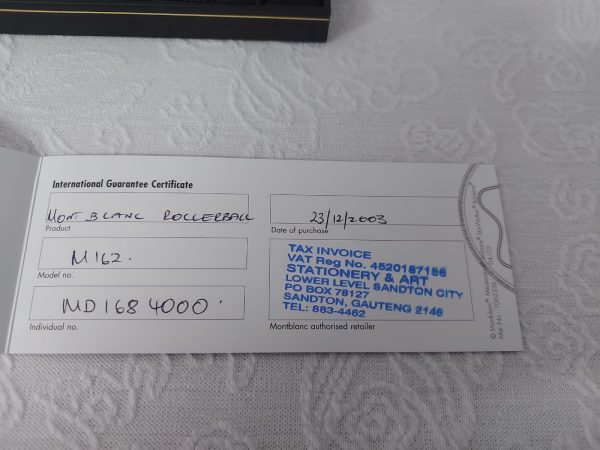 International Guarantee Certificate
MONT BLANC ROLLERBALL
Product
M162.
Model no.
MD1684000
Individual no.
23/12/2003
Date of purchase
TAX INVOICE
VAT Reg No. 4520187186
STATIONERY & ART
LOWER LEVEL SANDTON CITY
PO BOX 78127
SANDTON, GAUTENG 2146
TEL: 883-4462
Montblanc authorised retailer
© Montblanc®